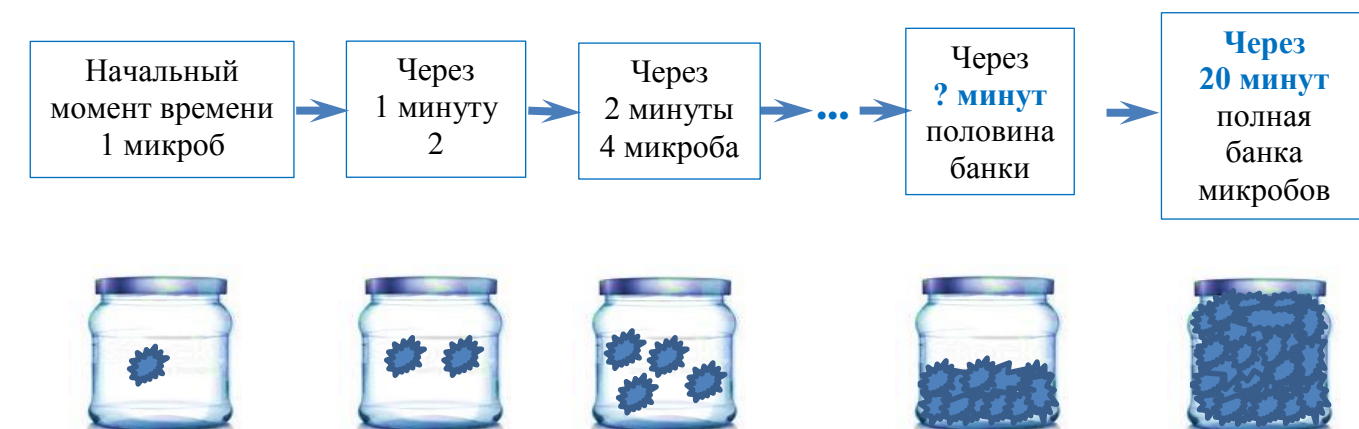 Начальный
момент времени
1 микроб
Через
1 минуту
2
Через
2 минуты
4 микроба
...
Через
? минут
половина
банки
Через
20 минут
полная
банка
микробов